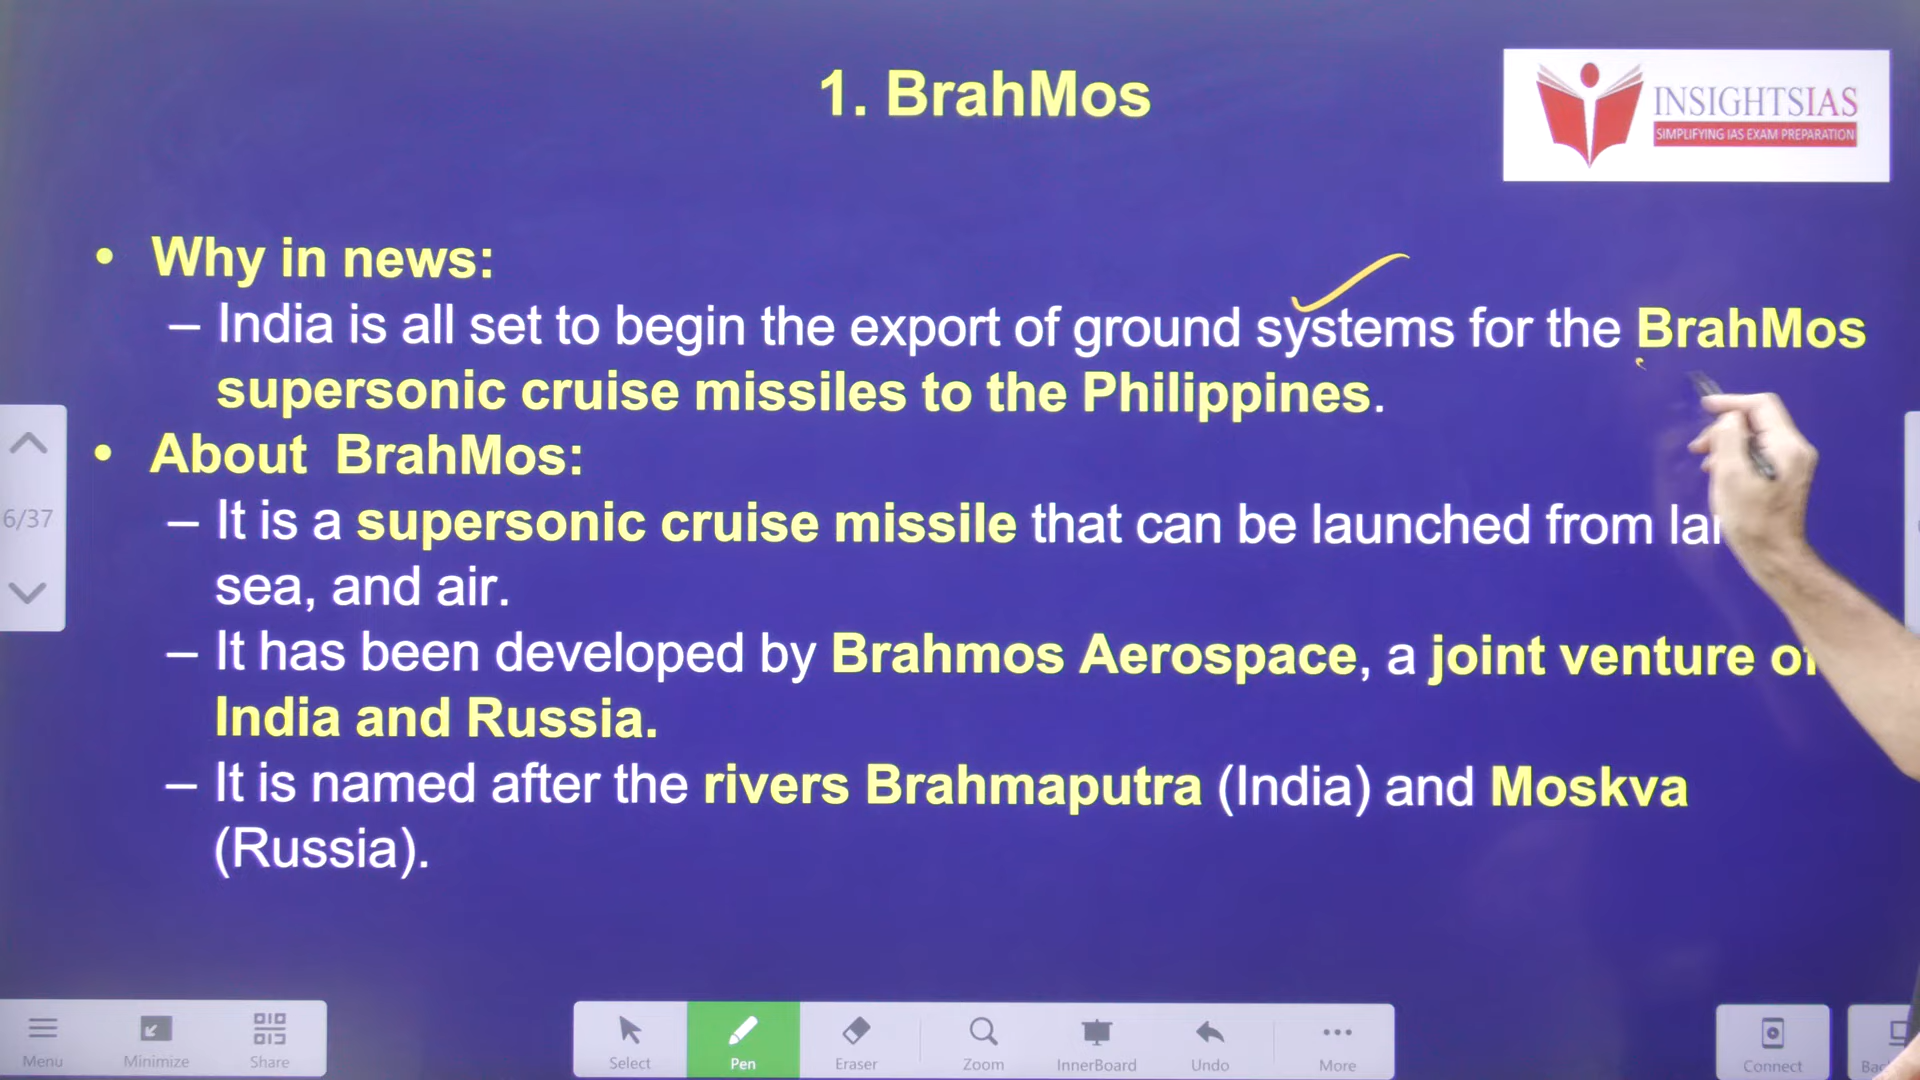 1. BrahMos
INSIGHTSIAS
SIMPLIFYING IAS EXAM PREPARATION
• Why in news:
– India is all set to begin the export of ground systems for the BrahMos
supersonic cruise missiles to the Philippines.
• About BrahMos:
– It is a supersonic cruise missile that can be launched from
sea, and air.
– It has been developed by Brahmos Aerospace, a joint venture of
India and Russia.
– It is named after the rivers Brahmaputra (India) and Moskva
(Russia).
6/37
Menu Minimize Share Select Pen Eraser Zoom InnerBoard Undo More Connect